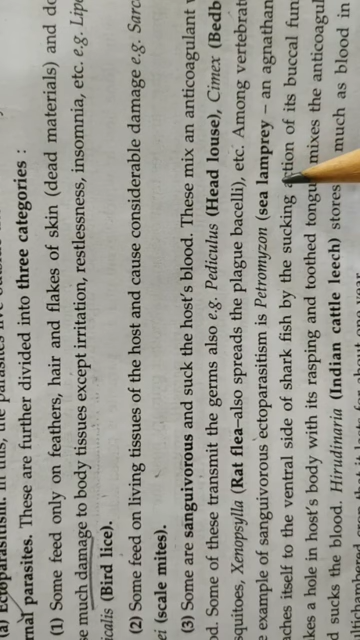 (a) Ectoparasitism. In this, the parasites live outside
rnal parasites. These are further divided into three categories :
(1) Some feed only on feathers, hair and flakes of skin (dead materials) and do
se much damage to body tissues except irritation, restlessness, insomnia, etc. e.g. Lipe
icalis (Bird lice).
(2) Some feed on living tissues of the host and cause considerable damage e.g. Sarc
ei (scale mites).
(3) Some are sanguivorous and suck the host's blood. These mix an anticoagulant w
od. Some of these transmit the germs also e.g. Pediculus (Head louse), Cimex (Bedb
squitoes, Xenopsylla (Rat flea–also spreads the plague bacelli), etc. Among vertebrat
example of sanguivorous ectoparasitism is Petromyzon (sea lamprey – an agnathan
ches itself to the ventral side of shark fish by the sucking action of its buccal fun
kes a hole in host's body with its rasping and toothed tongu mixes the anticoagul
d sucks the blood. Hirudinaria (Indian cattle leech) stores much as blood in